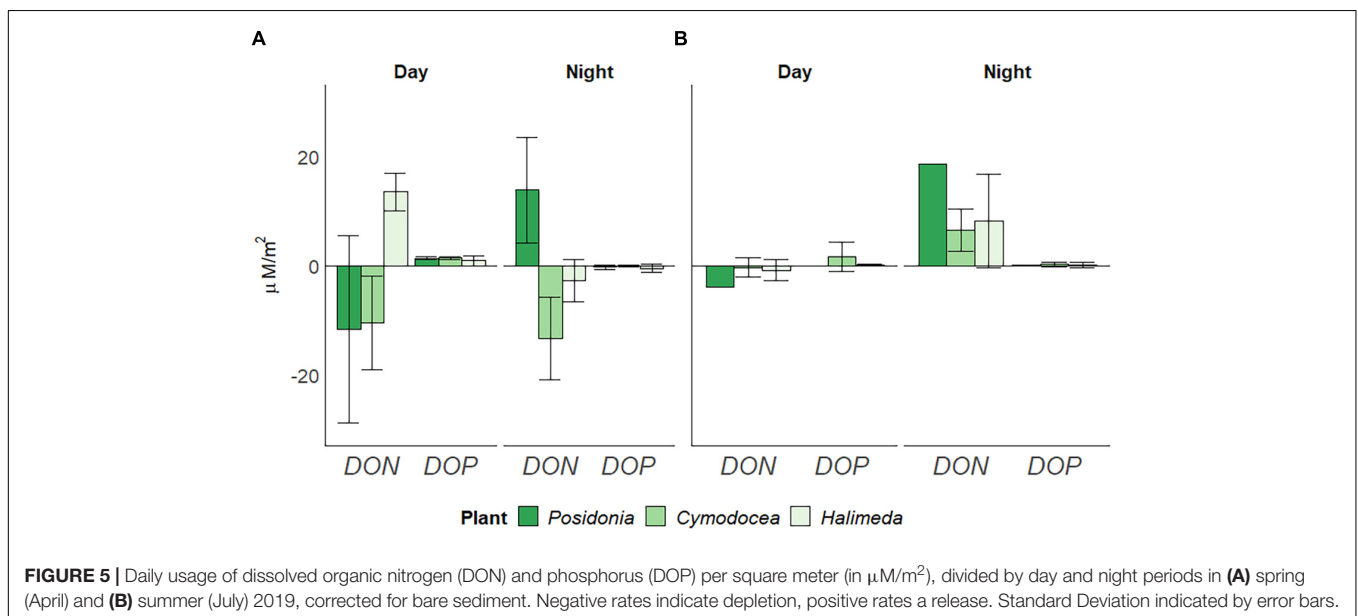 A
B
Day
Night
Day
Night
20
0
-20
μ M/m²
DON
DOP
DON
DOP
DON
DOP
DON
DOP
Plant
Posidonia
Cymodocea
Halimeda
FIGURE 5 | Daily usage of dissolved organic nitrogen (DON) and phosphorus (DOP) per square meter (in μM/m²), divided by day and night periods in (A) spring
(April) and (B) summer (July) 2019, corrected for bare sediment. Negative rates indicate depletion, positive rates a release. Standard Deviation indicated by error bars.